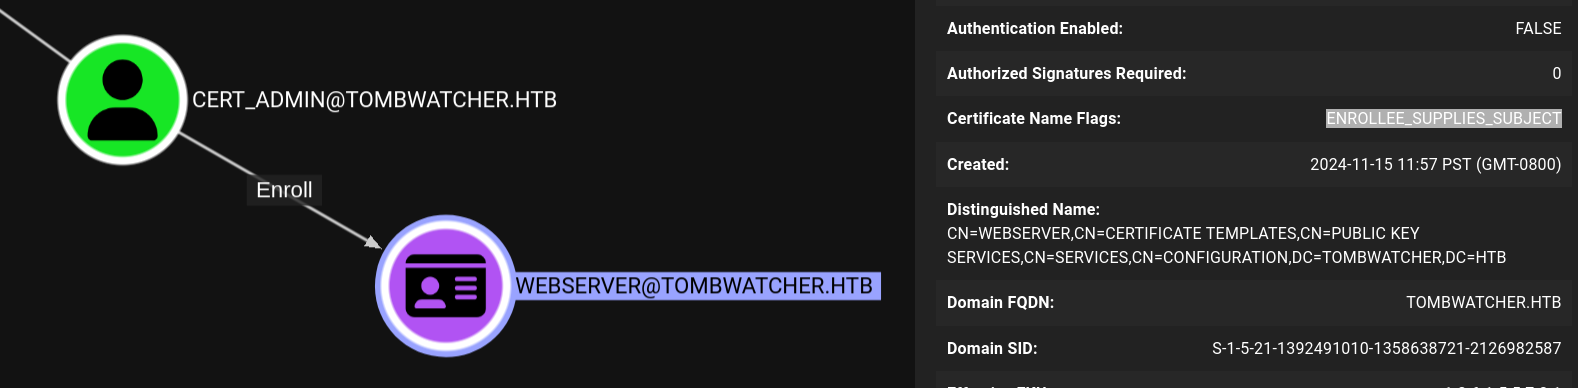 CERT_ADMIN@TOMBWATCHER.HTB
Enroll
WEBSERVER@TOMBWATCHER.HTB
Authentication Enabled: FALSE
Authorized Signatures Required: 0
Certificate Name Flags: ENROLLEE_SUPPLIES_SUBJECT
Created: 2024-11-15 11:57 PST (GMT-0800)
Distinguished Name:
CN=WEBSERVER,CN=CERTIFICATE TEMPLATES,CN=PUBLIC KEY
SERVICES,CN=SERVICES,CN=CONFIGURATION,DC=TOMBWATCHER,DC=HTB
Domain FQDN: TOMBWATCHER.HTB
Domain SID: S-1-5-21-1392491010-1358638721-2126982587